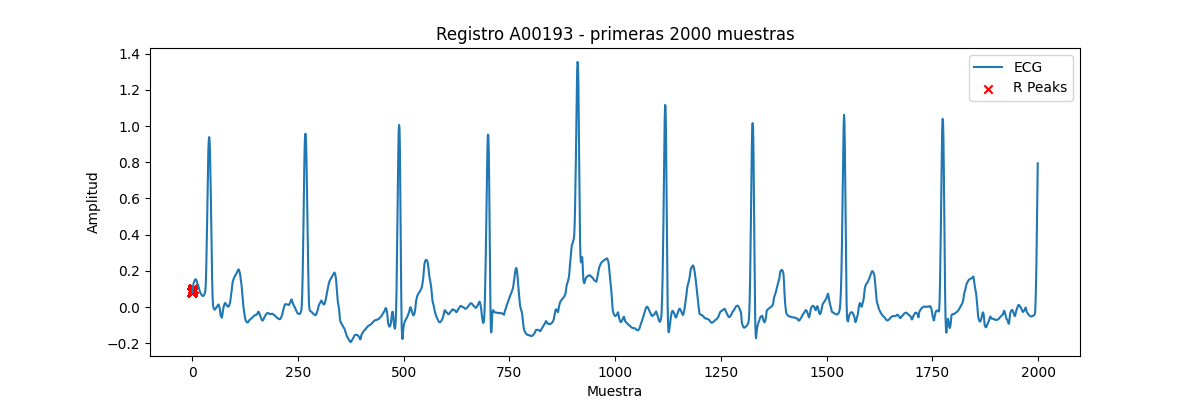 Registro A00193 - primeras 2000 muestras
ECG
R Peaks
Amplitud
1.4
1.2
1.0
0.8
0.6
0.4
0.2
0.0
−0.2
0 250 500 750 1000 1250 1500 1750 2000
Muestra